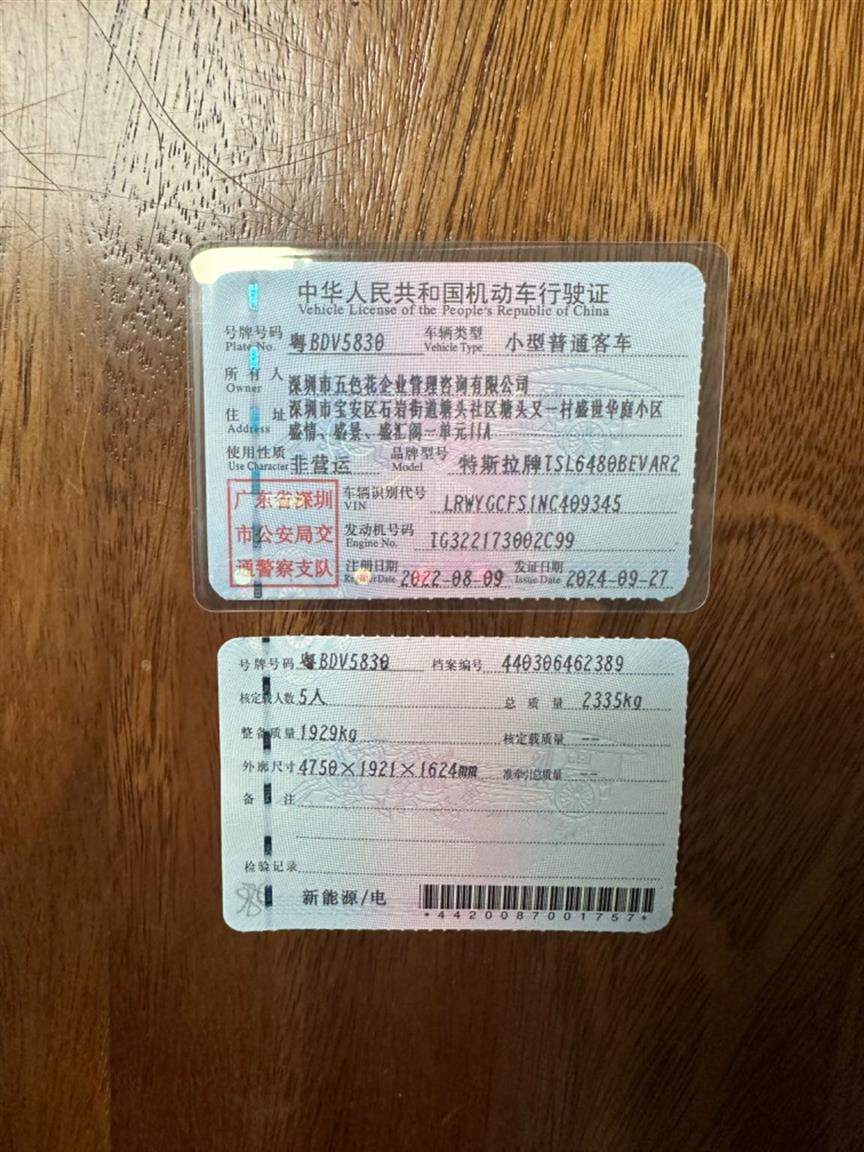 中华人民共和国机动车行驶证
Vehicle License of the People's Republic of China
号牌号码 Plate No. 粤BDV5830 车辆类型 Vehicle Type 小型普通客车
所有人 Owner 深圳市五色花企业管理咨询有限公司
住址 Address 深圳市宝安区石岩街道塘头社区塘头又一村盛世华庭小区
盛情、盛景、盛汇阁一单元11A
使用性质 Use Character 非营运 品牌型号 Model 特斯拉牌TSL6480BEVAR2
广东省深圳
市公安局交
通警察支队
车辆识别代号 VIN LRWYGCFS1NC409345
发动机号码 Engine No. TG322173002C99
注册日期 Register Date 2022-08-09 发证日期 Issue Date 2024-09-27
号牌号码 粤BDV5830 档案编号 440306462389
核定载人数 5人 总质量 2335kg
整备质量 1929kg 核定载质量 --
外廓尺寸 4750×1921×1624mm 准牵引总质量 --
备注
检验记录
新能源/电
*4420087001757*